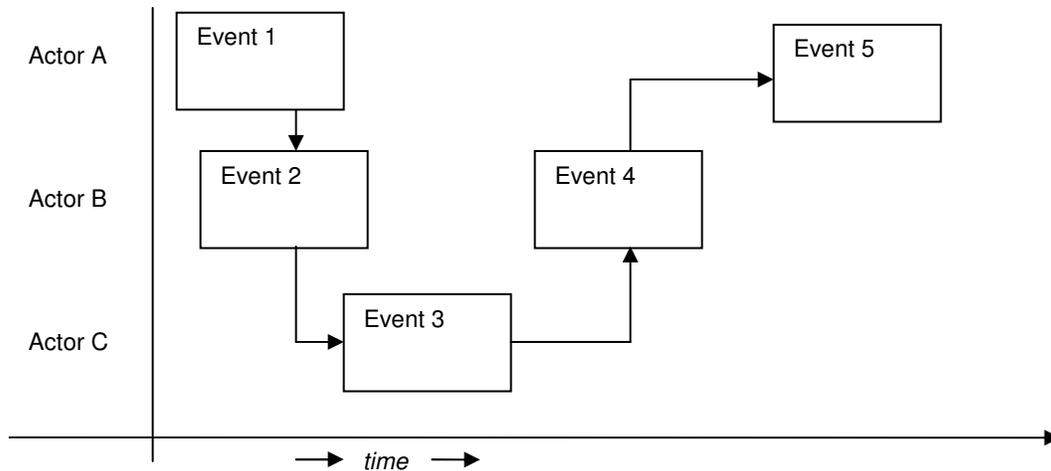 Actor A
Event 1
Event 5
Actor B
Event 2
Event 4
Actor C
Event 3
time